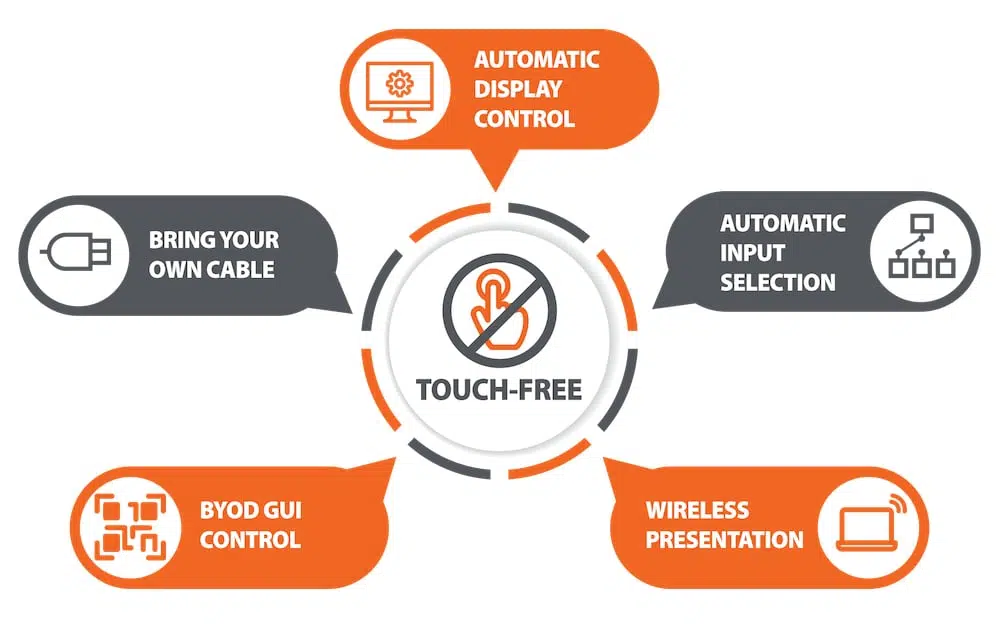 AUTOMATIC
DISPLAY
CONTROL
BRING YOUR
OWN CABLE
AUTOMATIC
INPUT
SELECTION
TOUCH-FREE
BYOD GUI
CONTROL
WIRELESS
PRESENTATION